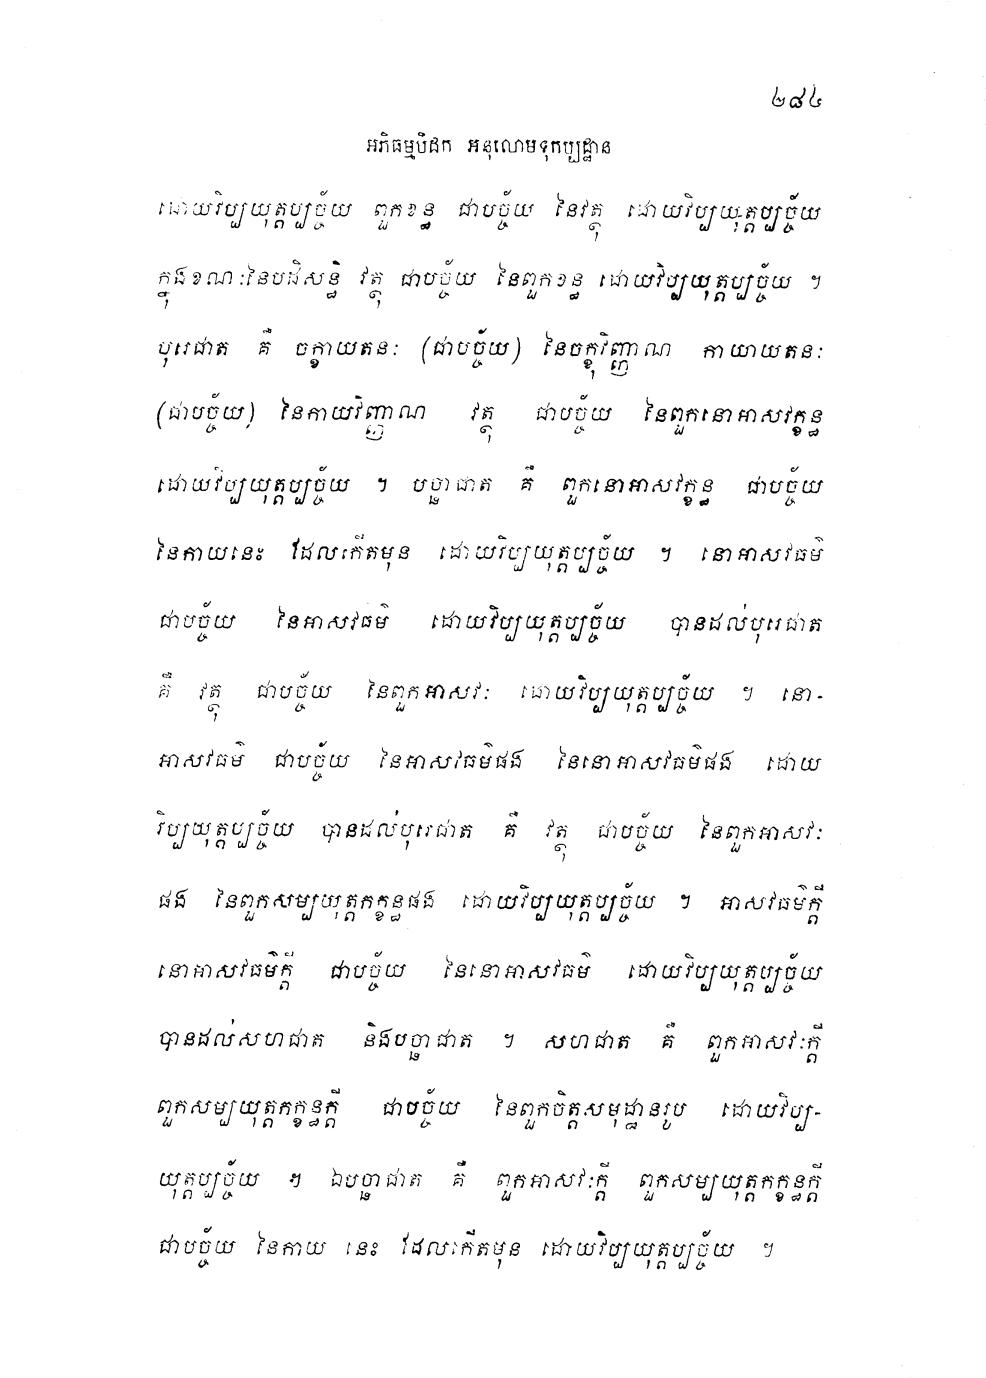 ២៨៤
អភិធម្មបិដក អនុលោមទុកប្បដ្ឋាន
ដោយវិប្បយុត្តប្បច្ច័យ ពួកខន្ធ ជាបច្ច័យ នៃវត្ថុ ដោយវិប្បយុត្តប្បច្ច័យ
ក្នុងខណៈនៃបដិសន្ធិ វត្ថុ ជាបច្ច័យ នៃពួកខន្ធ ដោយវិប្បយុត្តប្បច្ច័យ ។
បុរេជាត គឺ ចក្ខាយតនៈ (ជាបច្ច័យ) នៃចក្ខុវិញ្ញាណ កាយាយតនៈ
(ជាបច្ច័យ) នៃកាយវិញ្ញាណ វត្ថុ ជាបច្ច័យ នៃពួកនោអាសវក្ខន្ធ
ដោយវិប្បយុត្តប្បច្ច័យ ។ បច្ឆាជាត គឺ ពួកនោអាសវក្ខន្ធ ជាបច្ច័យ
នៃកាយនេះ ដែលកើតមុន ដោយវិប្បយុត្តប្បច្ច័យ ។ នោអាសវធម៌
ជាបច្ច័យ នៃអាសវធម៌ ដោយវិប្បយុត្តប្បច្ច័យ បានដល់បុរេជាត
គឺ វត្ថុ ជាបច្ច័យ នៃពួកអាសវៈ ដោយវិប្បយុត្តប្បច្ច័យ ។ នោ-
អាសវធម៌ ជាបច្ច័យ នៃអាសវធម៌ផង នៃនោអាសវធម៌ផង ដោយ
វិប្បយុត្តប្បច្ច័យ បានដល់បុរេជាត គឺ វត្ថុ ជាបច្ច័យ នៃពួកអាសវៈ
ផង នៃពួកសម្បយុត្តកក្ខន្ធផង ដោយវិប្បយុត្តប្បច្ច័យ ។ អាសវធម៌ក្តី
នោអាសវធម៌ក្តី ជាបច្ច័យ នៃនោអាសវធម៌ ដោយវិប្បយុត្តប្បច្ច័យ
បានដល់សហជាត និងបច្ឆាជាត ។ សហជាត គឺ ពួកអាសវៈក្តី
ពួកសម្បយុត្តកក្ខន្ធក្តី ជាបច្ច័យ នៃពួកចិត្តសមុដ្ឋានរូប ដោយវិប្ប-
យុត្តប្បច្ច័យ ។ ឯបច្ឆាជាត គឺ ពួកអាសវៈក្តី ពួកសម្បយុត្តកក្ខន្ធក្តី
ជាបច្ច័យ នៃកាយ នេះ ដែលកើតមុន ដោយវិប្បយុត្តប្បច្ច័យ ។